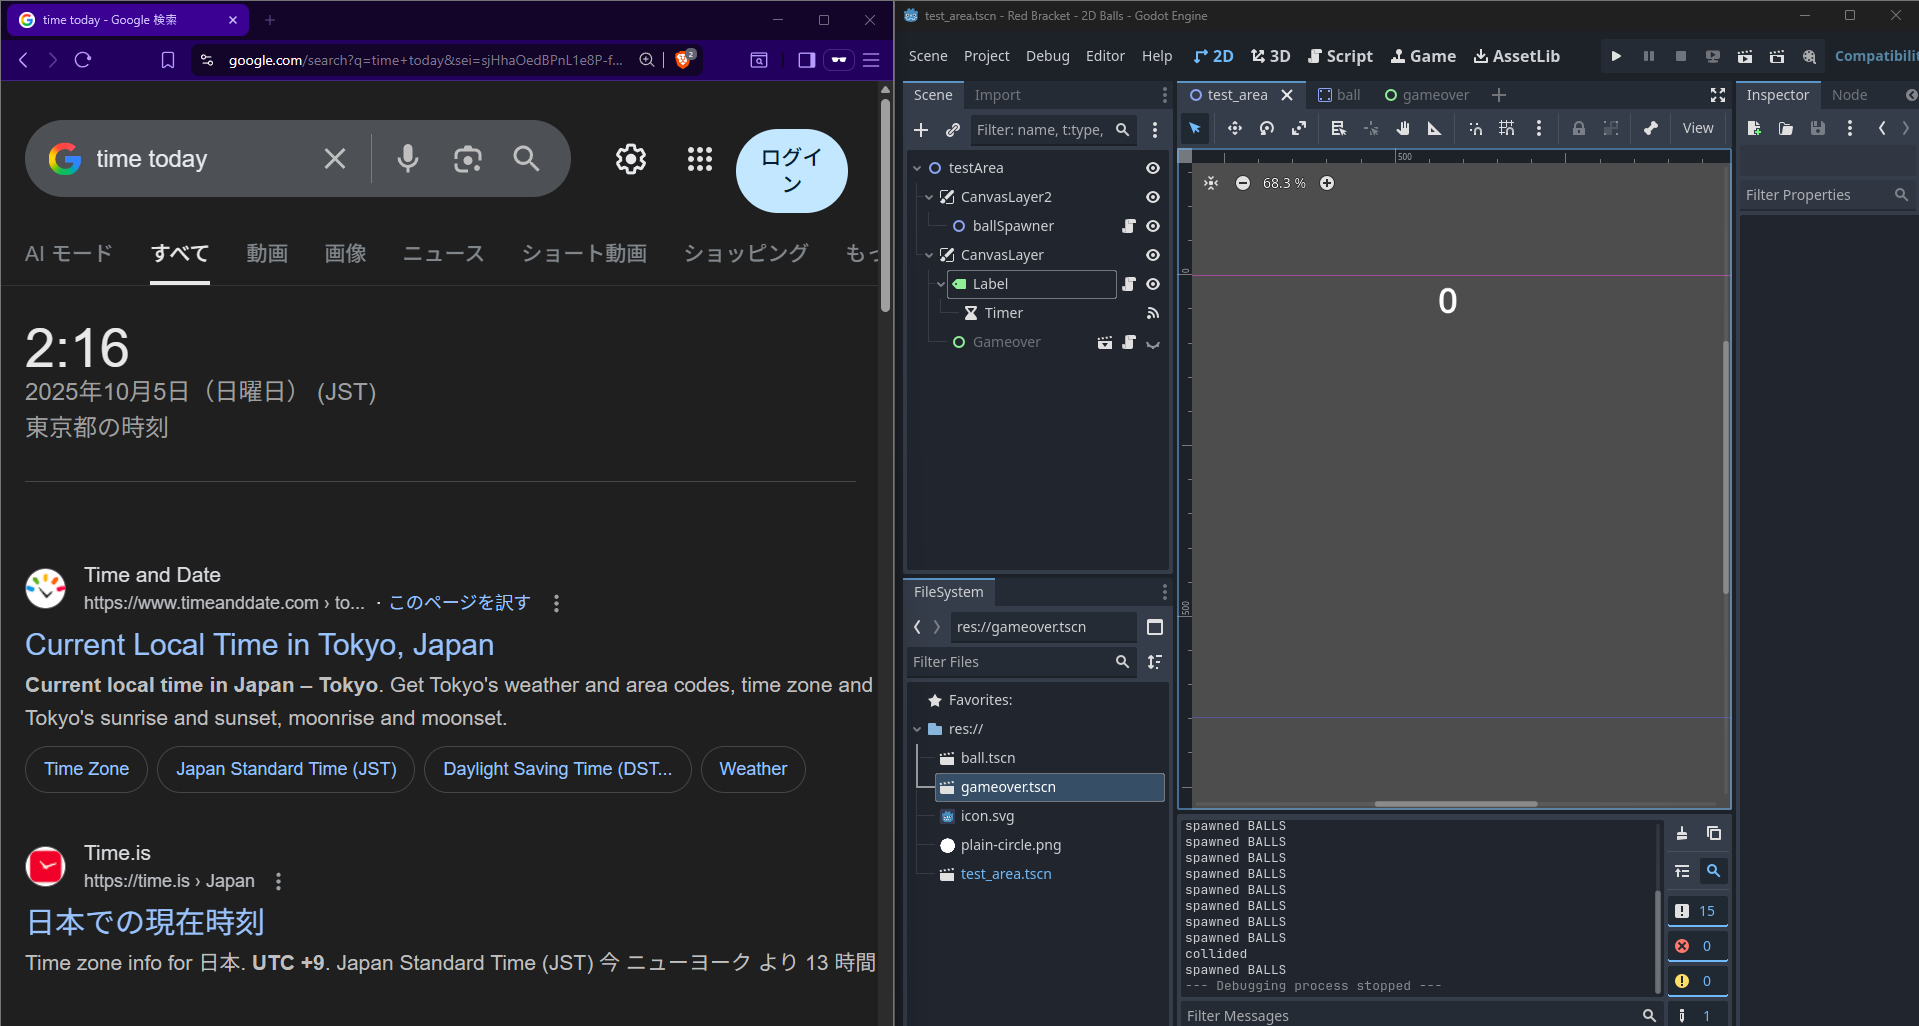 time today - Google 検索
google.com/search?q=time+today&sei=sjHhaOedBPnL1e8P-f...
2
time today
ログイン
AI モード
すべて
動画
画像
ニュース
ショート動画
ショッピング
もっ
2:16
2025年10月5日（日曜日） (JST)
東京都の時刻
Time and Date
https://www.timeanddate.com › to... · このページを訳す
Current Local Time in Tokyo, Japan
Current local time in Japan – Tokyo. Get Tokyo's weather and area codes, time zone and
Tokyo's sunrise and sunset, moonrise and moonset.
Time Zone
Japan Standard Time (JST)
Daylight Saving Time (DST...
Weather
Time.is
https://time.is › Japan
日本での現在時刻
Time zone info for 日本. UTC +9. Japan Standard Time (JST) 今 ニューヨーク より 13 時間
test_area.tscn - Red Bracket - 2D Balls - Godot Engine
Scene Project Debug Editor Help
2D 3D Script Game AssetLib
Compatibilit
Scene Import
Filter: name, t:type,
testArea
CanvasLayer2
ballSpawner
CanvasLayer
Label
Timer
Gameover
FileSystem
res://gameover.tscn
Filter Files
Favorites:
res://
ball.tscn
gameover.tscn
icon.svg
plain-circle.png
test_area.tscn
test_area ball gameover
View
500
68.3 %
0
0
500
spawned BALLS
spawned BALLS
spawned BALLS
spawned BALLS
spawned BALLS
spawned BALLS
spawned BALLS
spawned BALLS
collided
spawned BALLS
--- Debugging process stopped ---
Filter Messages
15
0
0
1
Inspector Node
Filter Properties